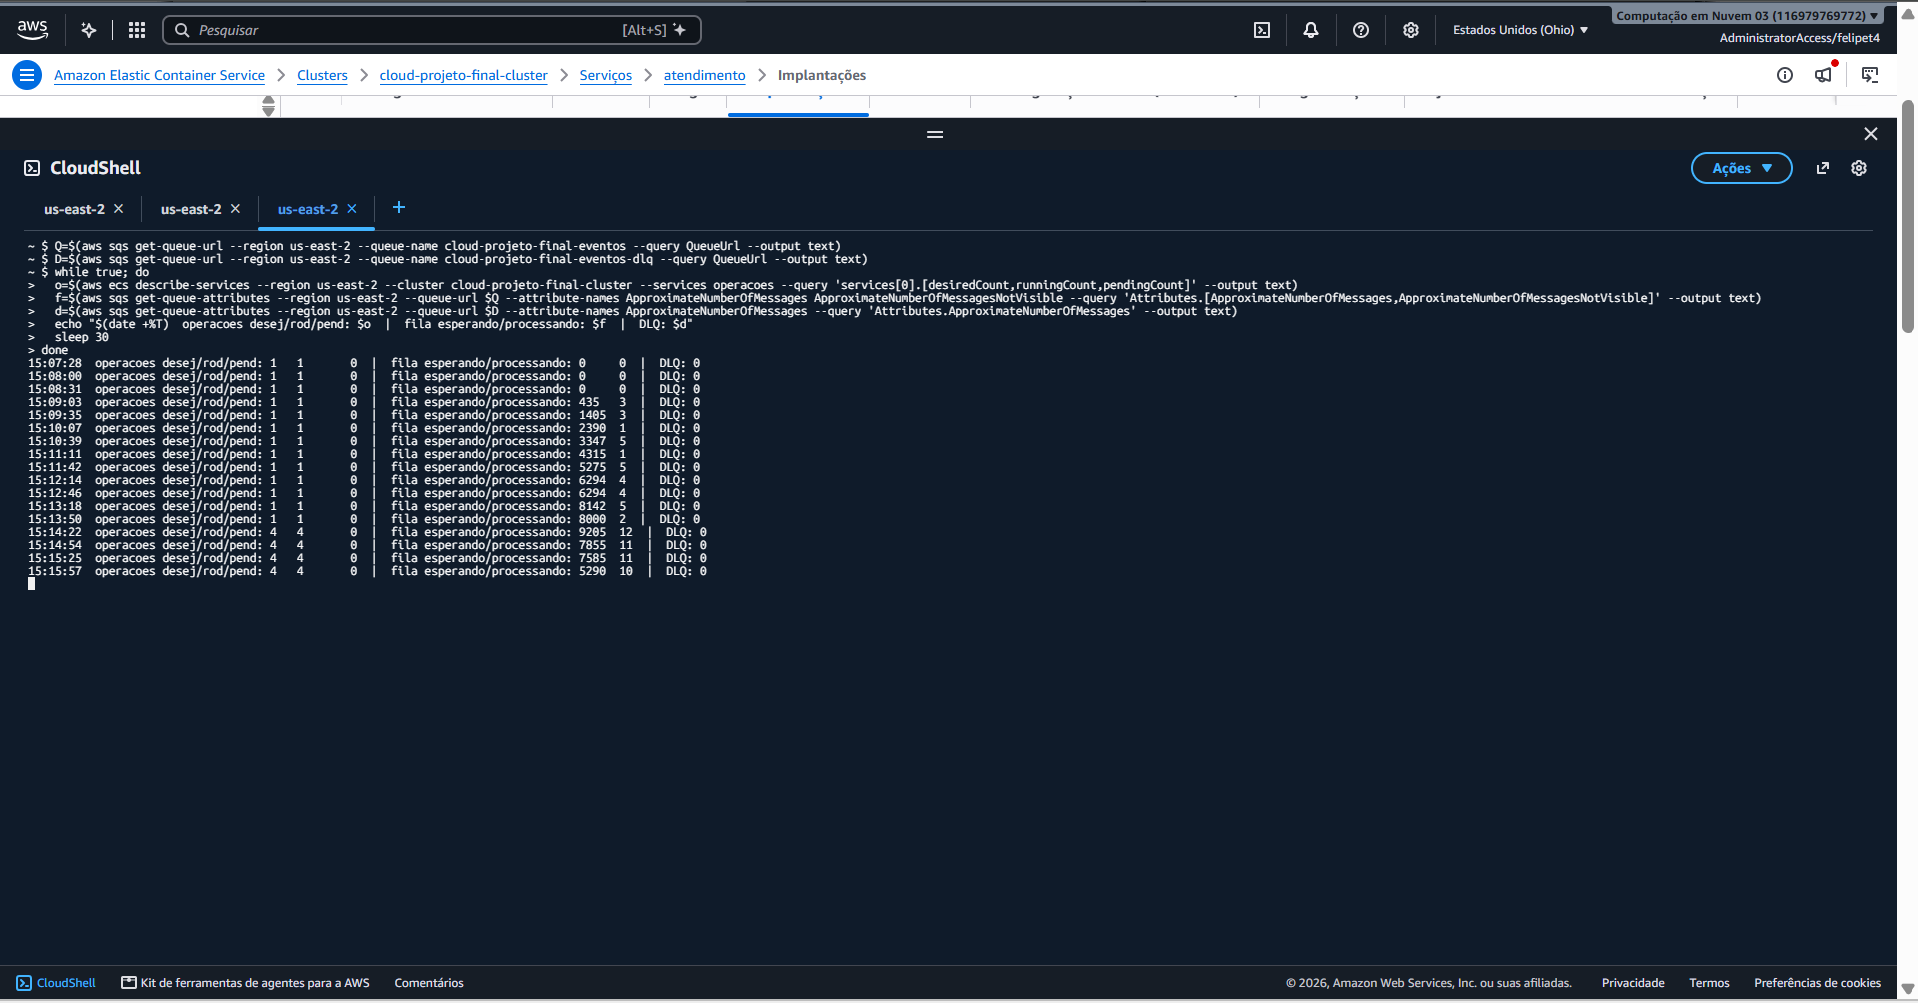 aws
Pesquisar [Alt+S]
Estados Unidos (Ohio) ▼
Computação em Nuvem 03 (116979769772) ▼
AdministratorAccess/felipet4
Amazon Elastic Container Service > Clusters > cloud-projeto-final-cluster > Serviços > atendimento > Implantações
CloudShell
Ações ▼
us-east-2 × us-east-2 × us-east-2 × +
~ $ Q=$(aws sqs get-queue-url --region us-east-2 --queue-name cloud-projeto-final-eventos --query QueueUrl --output text)
~ $ D=$(aws sqs get-queue-url --region us-east-2 --queue-name cloud-projeto-final-eventos-dlq --query QueueUrl --output text)
~ $ while true; do
>   o=$(aws ecs describe-services --region us-east-2 --cluster cloud-projeto-final-cluster --services operacoes --query 'services[0].[desiredCount,runningCount,pendingCount]' --output text)
>   f=$(aws sqs get-queue-attributes --region us-east-2 --queue-url $Q --attribute-names ApproximateNumberOfMessages ApproximateNumberOfMessagesNotVisible --query 'Attributes.[ApproximateNumberOfMessages,ApproximateNumberOfMessagesNotVisible]' --output text)
>   d=$(aws sqs get-queue-attributes --region us-east-2 --queue-url $D --attribute-names ApproximateNumberOfMessages --query 'Attributes.ApproximateNumberOfMessages' --output text)
>   echo "$(date +%T)  operacoes desej/rod/pend: $o  |  fila esperando/processando: $f  |  DLQ: $d"
>   sleep 30
> done
15:07:28  operacoes desej/rod/pend: 1   1       0  |  fila esperando/processando: 0     0  |  DLQ: 0
15:08:00  operacoes desej/rod/pend: 1   1       0  |  fila esperando/processando: 0     0  |  DLQ: 0
15:08:31  operacoes desej/rod/pend: 1   1       0  |  fila esperando/processando: 0     0  |  DLQ: 0
15:09:03  operacoes desej/rod/pend: 1   1       0  |  fila esperando/processando: 435   3  |  DLQ: 0
15:09:35  operacoes desej/rod/pend: 1   1       0  |  fila esperando/processando: 1405  3  |  DLQ: 0
15:10:07  operacoes desej/rod/pend: 1   1       0  |  fila esperando/processando: 2390  1  |  DLQ: 0
15:10:39  operacoes desej/rod/pend: 1   1       0  |  fila esperando/processando: 3347  5  |  DLQ: 0
15:11:11  operacoes desej/rod/pend: 1   1       0  |  fila esperando/processando: 4315  1  |  DLQ: 0
15:11:42  operacoes desej/rod/pend: 1   1       0  |  fila esperando/processando: 5275  5  |  DLQ: 0
15:12:14  operacoes desej/rod/pend: 1   1       0  |  fila esperando/processando: 6294  4  |  DLQ: 0
15:12:46  operacoes desej/rod/pend: 1   1       0  |  fila esperando/processando: 6294  4  |  DLQ: 0
15:13:18  operacoes desej/rod/pend: 1   1       0  |  fila esperando/processando: 8142  5  |  DLQ: 0
15:13:50  operacoes desej/rod/pend: 1   1       0  |  fila esperando/processando: 8000  2  |  DLQ: 0
15:14:22  operacoes desej/rod/pend: 4   4       0  |  fila esperando/processando: 9205  12  |  DLQ: 0
15:14:54  operacoes desej/rod/pend: 4   4       0  |  fila esperando/processando: 7855  11  |  DLQ: 0
15:15:25  operacoes desej/rod/pend: 4   4       0  |  fila esperando/processando: 7585  11  |  DLQ: 0
15:15:57  operacoes desej/rod/pend: 4   4       0  |  fila esperando/processando: 5290  10  |  DLQ: 0
CloudShell Kit de ferramentas de agentes para a AWS Comentários © 2026, Amazon Web Services, Inc. ou suas afiliadas. Privacidade Termos Preferências de cookies